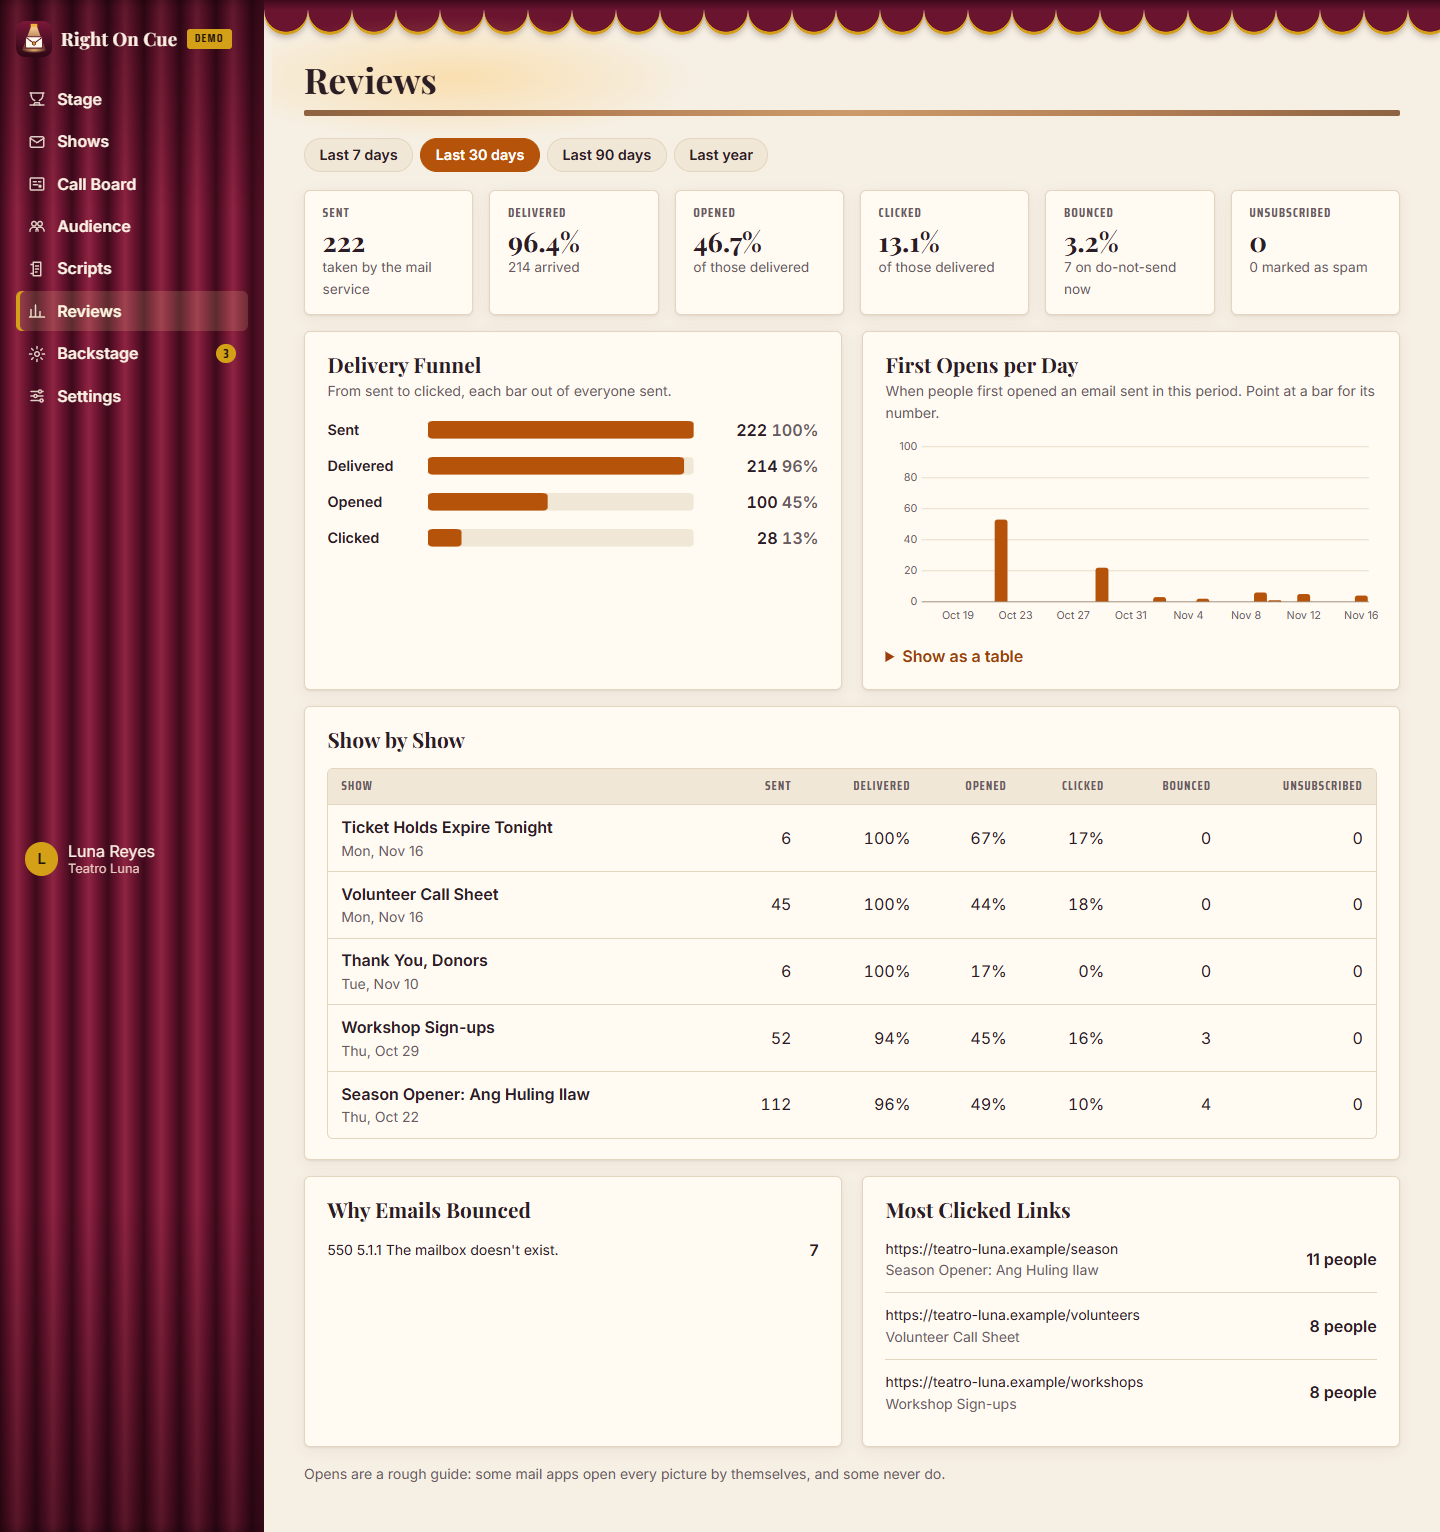 Right On Cue DEMO
Stage
Shows
Call Board
Audience
Scripts
Reviews
Backstage 3
Settings
L
Luna Reyes
Teatro Luna
Reviews
Last 7 days Last 30 days Last 90 days Last year
SENT
222
taken by the mail
service
DELIVERED
96.4%
214 arrived
OPENED
46.7%
of those delivered
CLICKED
13.1%
of those delivered
BOUNCED
3.2%
7 on do-not-send
now
UNSUBSCRIBED
0
0 marked as spam
Delivery Funnel
From sent to clicked, each bar out of everyone sent.
Sent 222 100%
Delivered 214 96%
Opened 100 45%
Clicked 28 13%
First Opens per Day
When people first opened an email sent in this period. Point at a bar for its
number.
100
80
60
40
20
0
Oct 19 Oct 23 Oct 27 Oct 31 Nov 4 Nov 8 Nov 12 Nov 16
Show as a table
Show by Show
SHOW SENT DELIVERED OPENED CLICKED BOUNCED UNSUBSCRIBED
Ticket Holds Expire Tonight
Mon, Nov 16
6 100% 67% 17% 0 0
Volunteer Call Sheet
Mon, Nov 16
45 100% 44% 18% 0 0
Thank You, Donors
Tue, Nov 10
6 100% 17% 0% 0 0
Workshop Sign-ups
Thu, Oct 29
52 94% 45% 16% 3 0
Season Opener: Ang Huling Ilaw
Thu, Oct 22
112 96% 49% 10% 4 0
Why Emails Bounced
550 5.1.1 The mailbox doesn't exist. 7
Most Clicked Links
https://teatro-luna.example/season
Season Opener: Ang Huling Ilaw
11 people
https://teatro-luna.example/volunteers
Volunteer Call Sheet
8 people
https://teatro-luna.example/workshops
Workshop Sign-ups
8 people
Opens are a rough guide: some mail apps open every picture by themselves, and some never do.